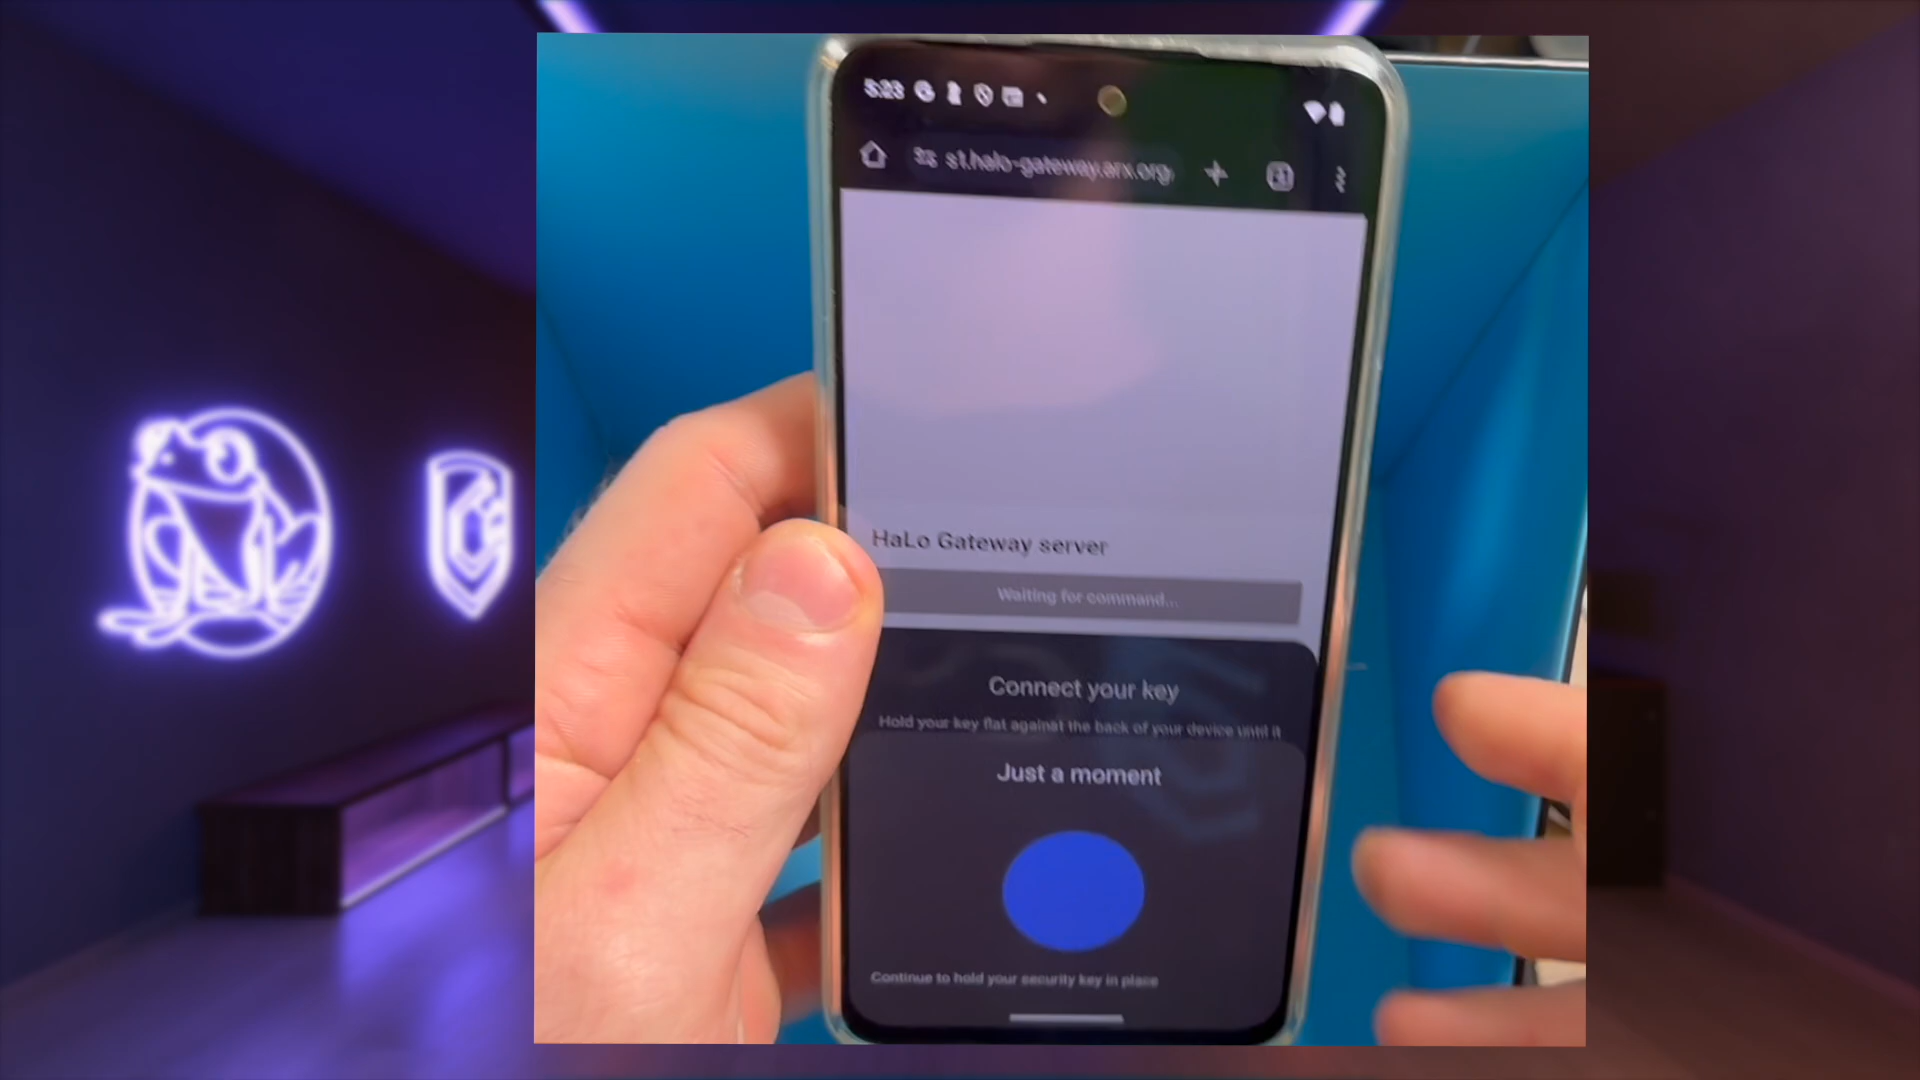 5:23
s1.halo-gateway.arx.org
HaLo Gateway server
Waiting for command...
Connect your key
Hold your key flat against the back of your device until it
Just a moment
Continue to hold your security key in place